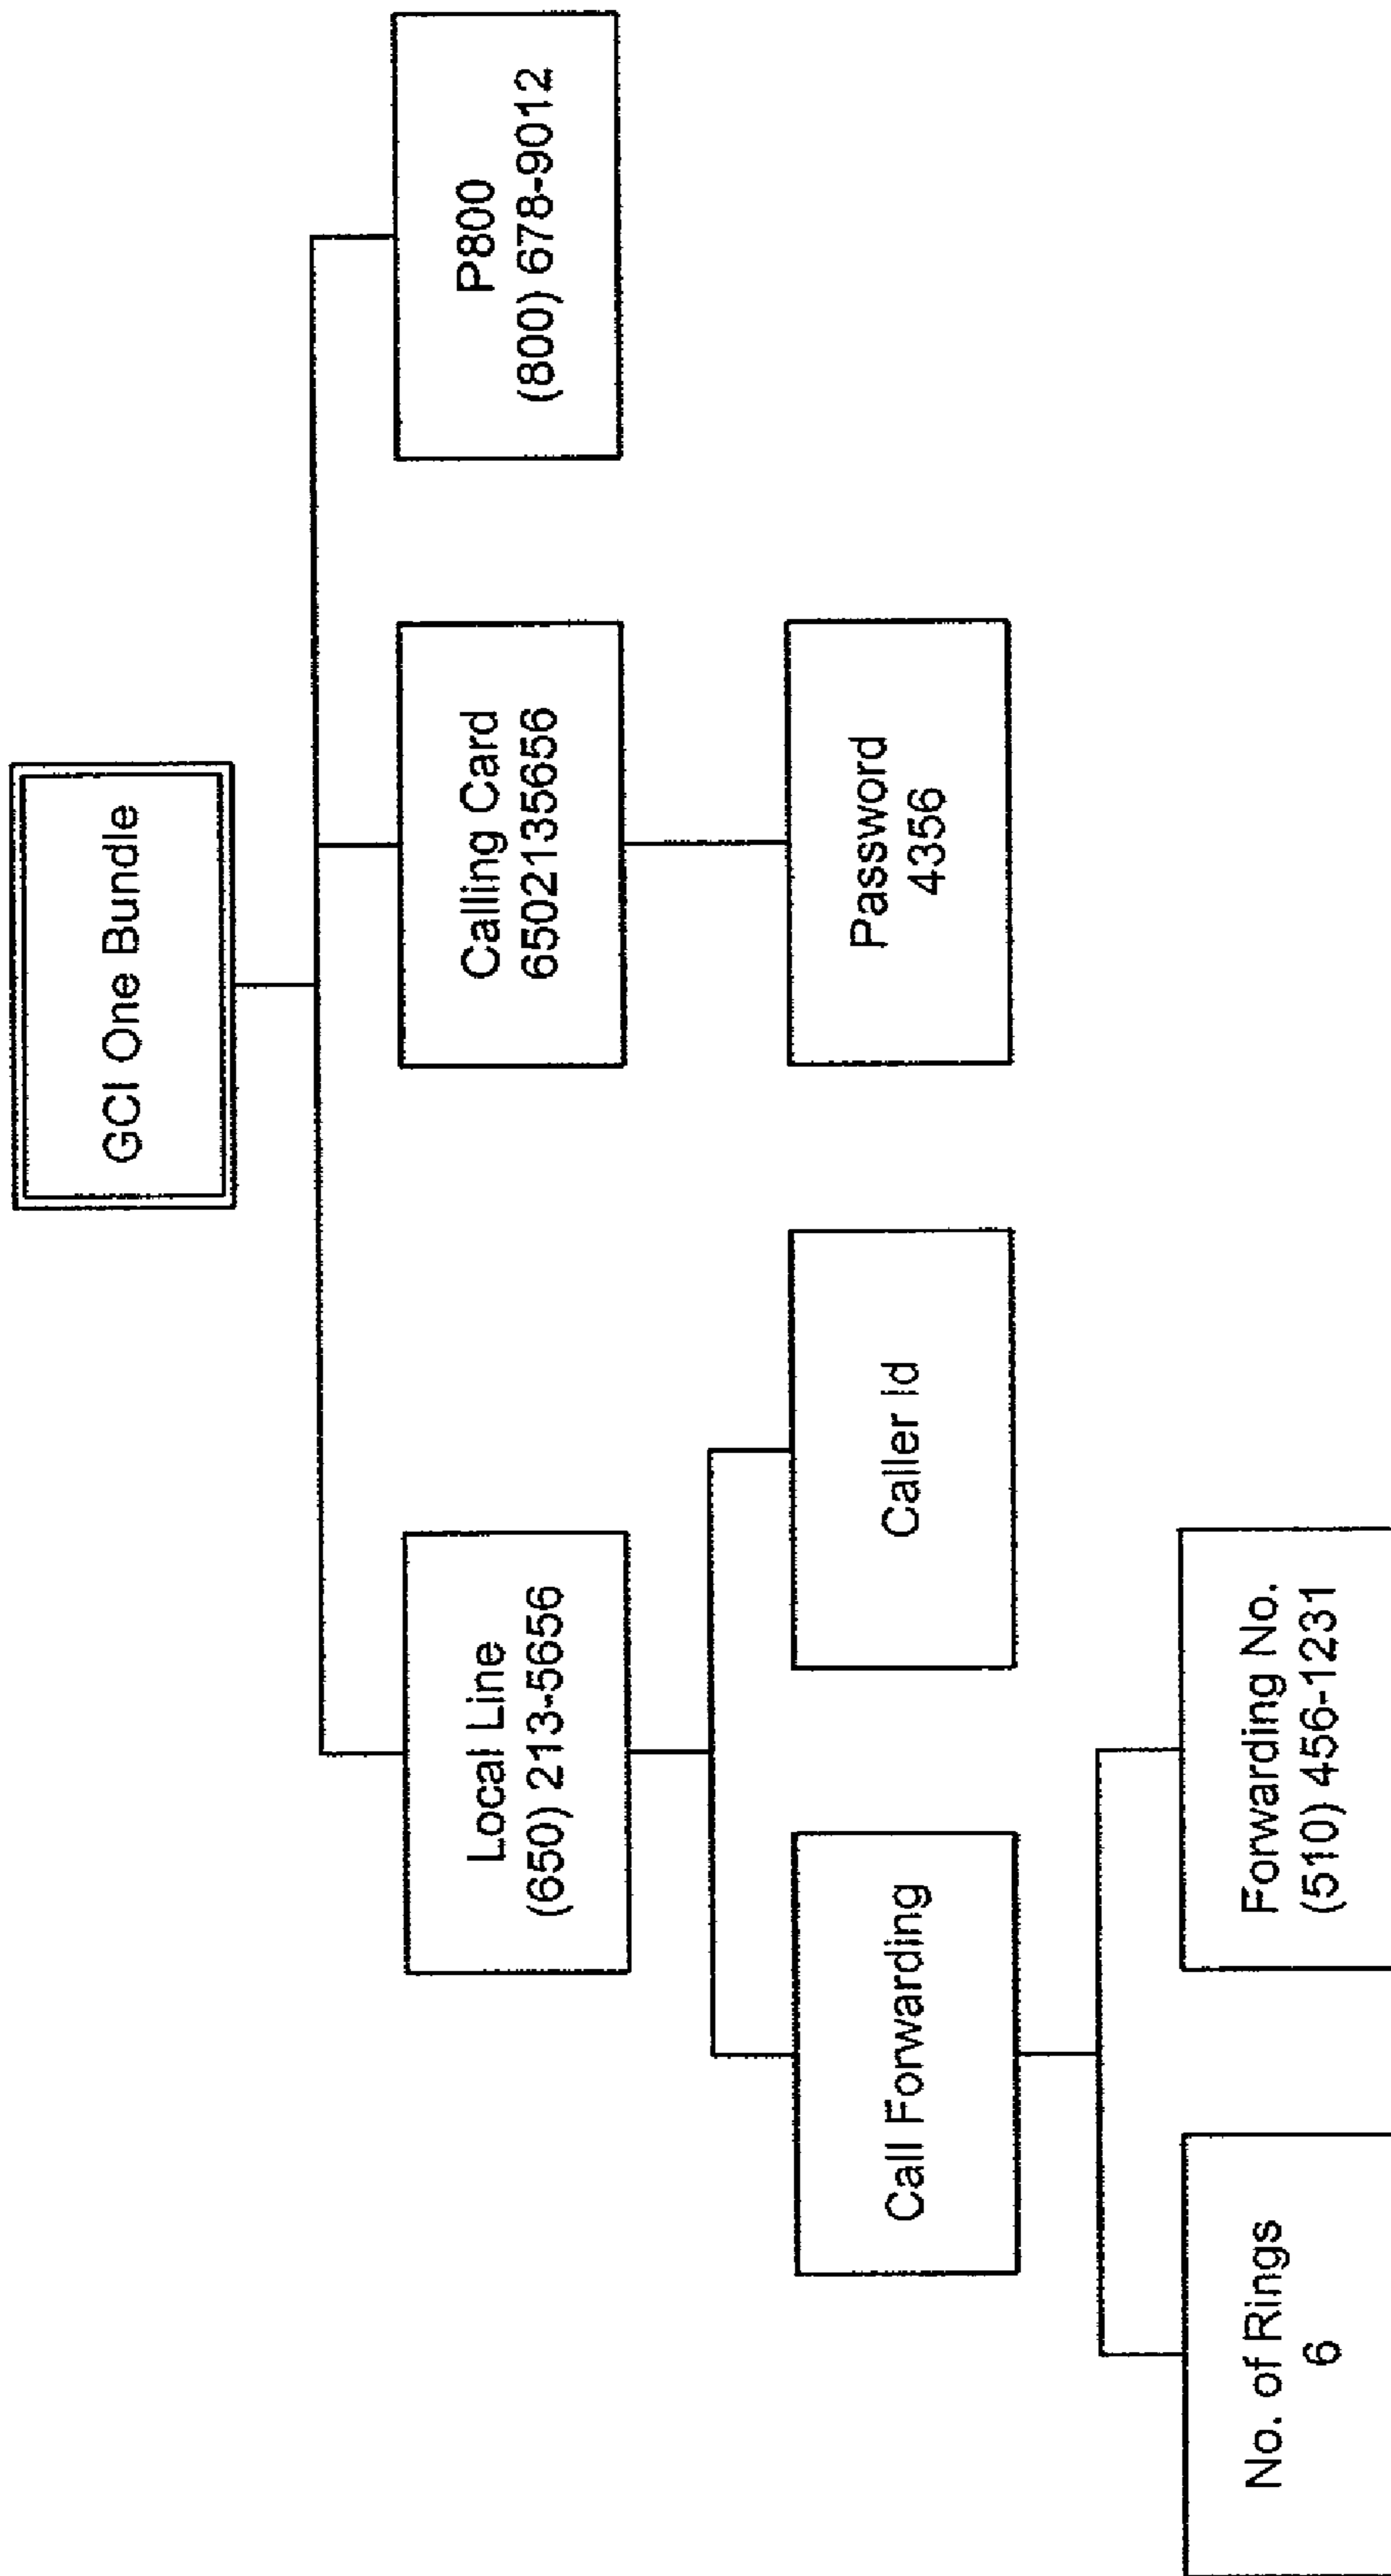 GCI One Bundle
Local Line
(650) 213-5656
Calling Card
6502135656
P800
(800) 678-9012
Call Forwarding
Caller Id
Password
4356
No. of Rings
6
Forwarding No.
(510) 456-1231